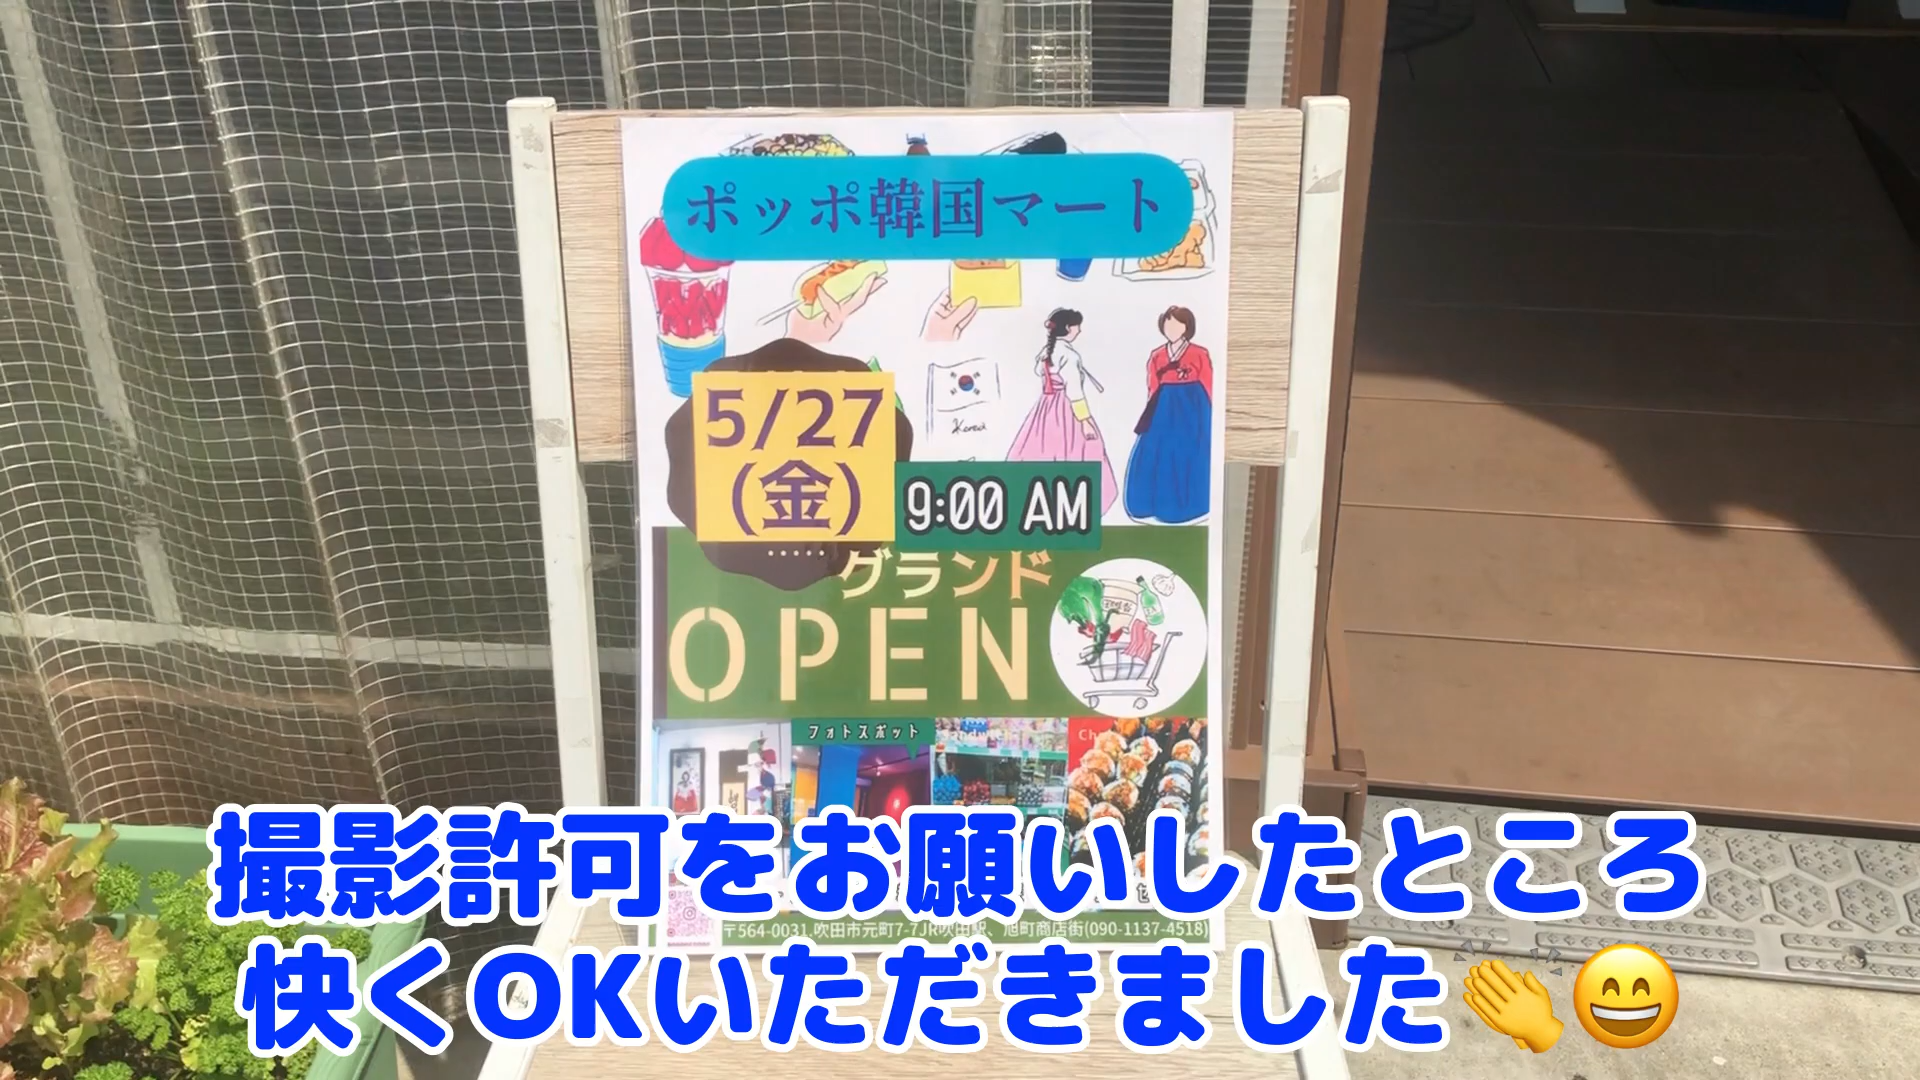 ポッポ韓国マート
5/27
(金)
9:00 AM
Korea
グランド
OPEN
フォトスポット
Sandwich
撮影許可をお願いしたところ
〒564-0031.吹田市元町7-7JR吹田駅、旭町商店街(090-1137-4518)
快くOKいただきました👏😄